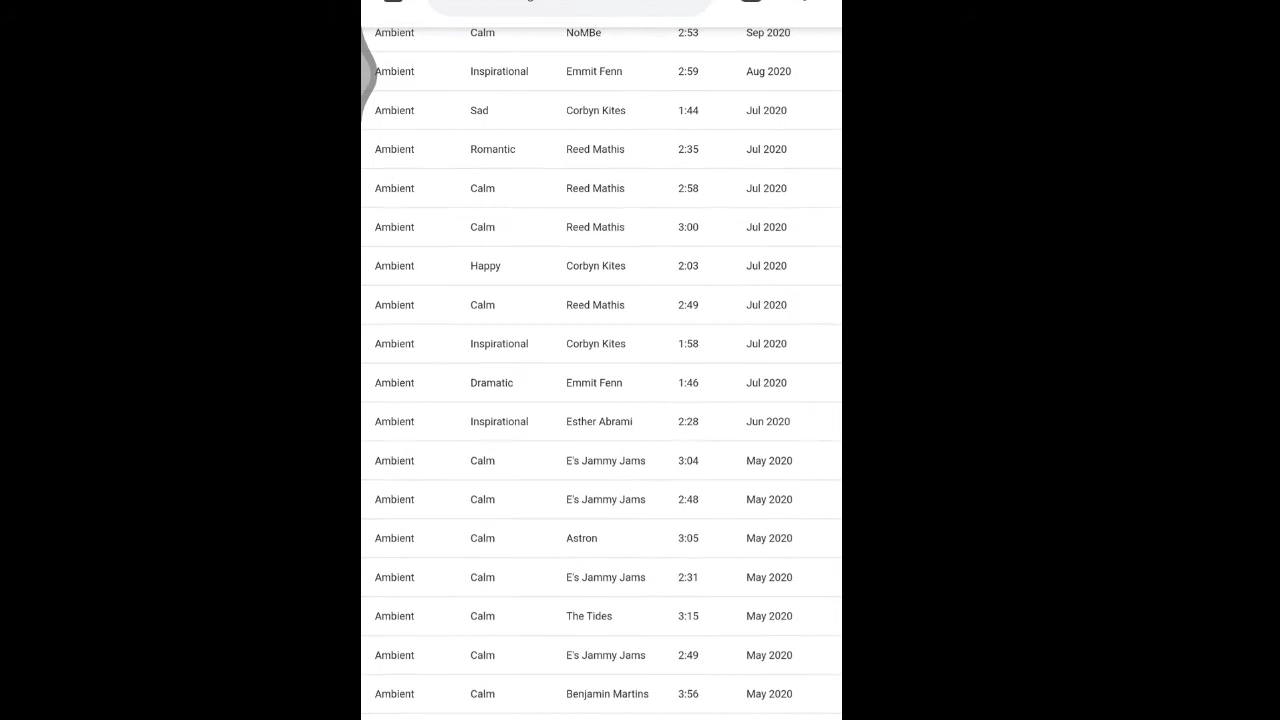 Ambient Calm NoMBe 2:53 Sep 2020
Ambient Inspirational Emmit Fenn 2:59 Aug 2020
Ambient Sad Corbyn Kites 1:44 Jul 2020
Ambient Romantic Reed Mathis 2:35 Jul 2020
Ambient Calm Reed Mathis 2:58 Jul 2020
Ambient Calm Reed Mathis 3:00 Jul 2020
Ambient Happy Corbyn Kites 2:03 Jul 2020
Ambient Calm Reed Mathis 2:49 Jul 2020
Ambient Inspirational Corbyn Kites 1:58 Jul 2020
Ambient Dramatic Emmit Fenn 1:46 Jul 2020
Ambient Inspirational Esther Abrami 2:28 Jun 2020
Ambient Calm E's Jammy Jams 3:04 May 2020
Ambient Calm E's Jammy Jams 2:48 May 2020
Ambient Calm Astron 3:05 May 2020
Ambient Calm E's Jammy Jams 2:31 May 2020
Ambient Calm The Tides 3:15 May 2020
Ambient Calm E's Jammy Jams 2:49 May 2020
Ambient Calm Benjamin Martins 3:56 May 2020